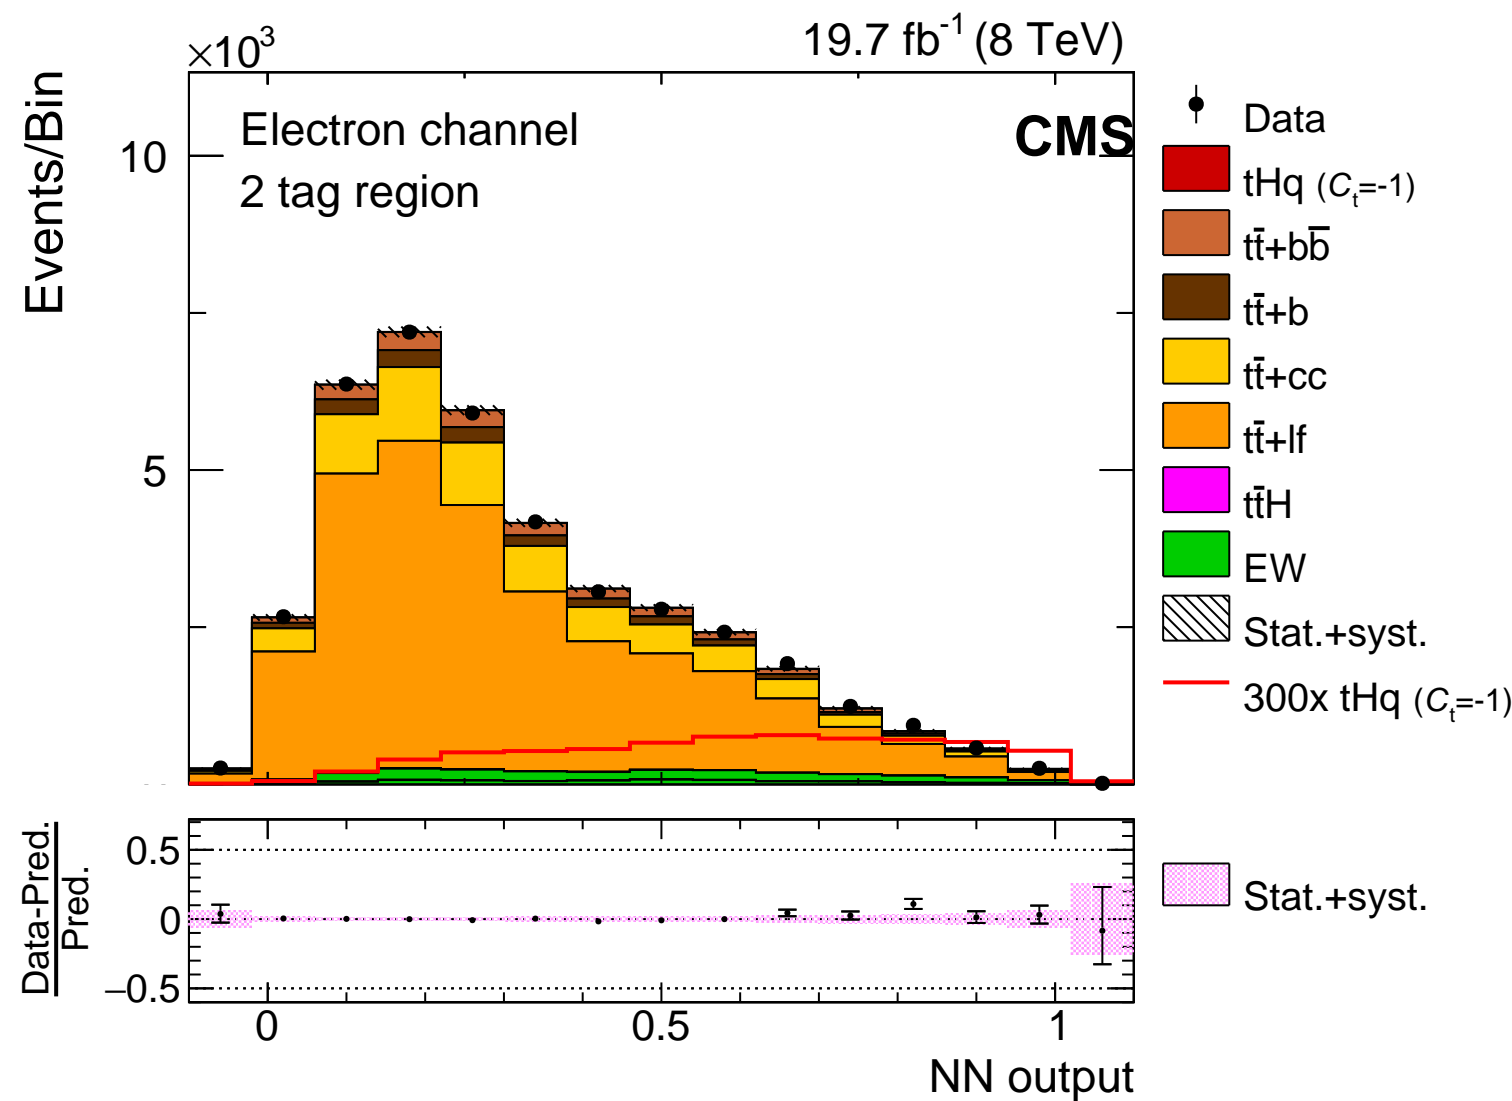 ×10³
19.7 fb⁻¹ (8 TeV)
Events/Bin
Electron channel
2 tag region
CMS
10
5
Data
tHq (Cₜ=-1)
tt̄+bb̄
tt̄+b
tt̄+cc
tt̄+lf
tt̄H
EW
Stat.+syst.
300x tHq (Cₜ=-1)
Data-Pred.
Pred.
0.5
0
−0.5
Stat.+syst.
0
0.5
1
NN output